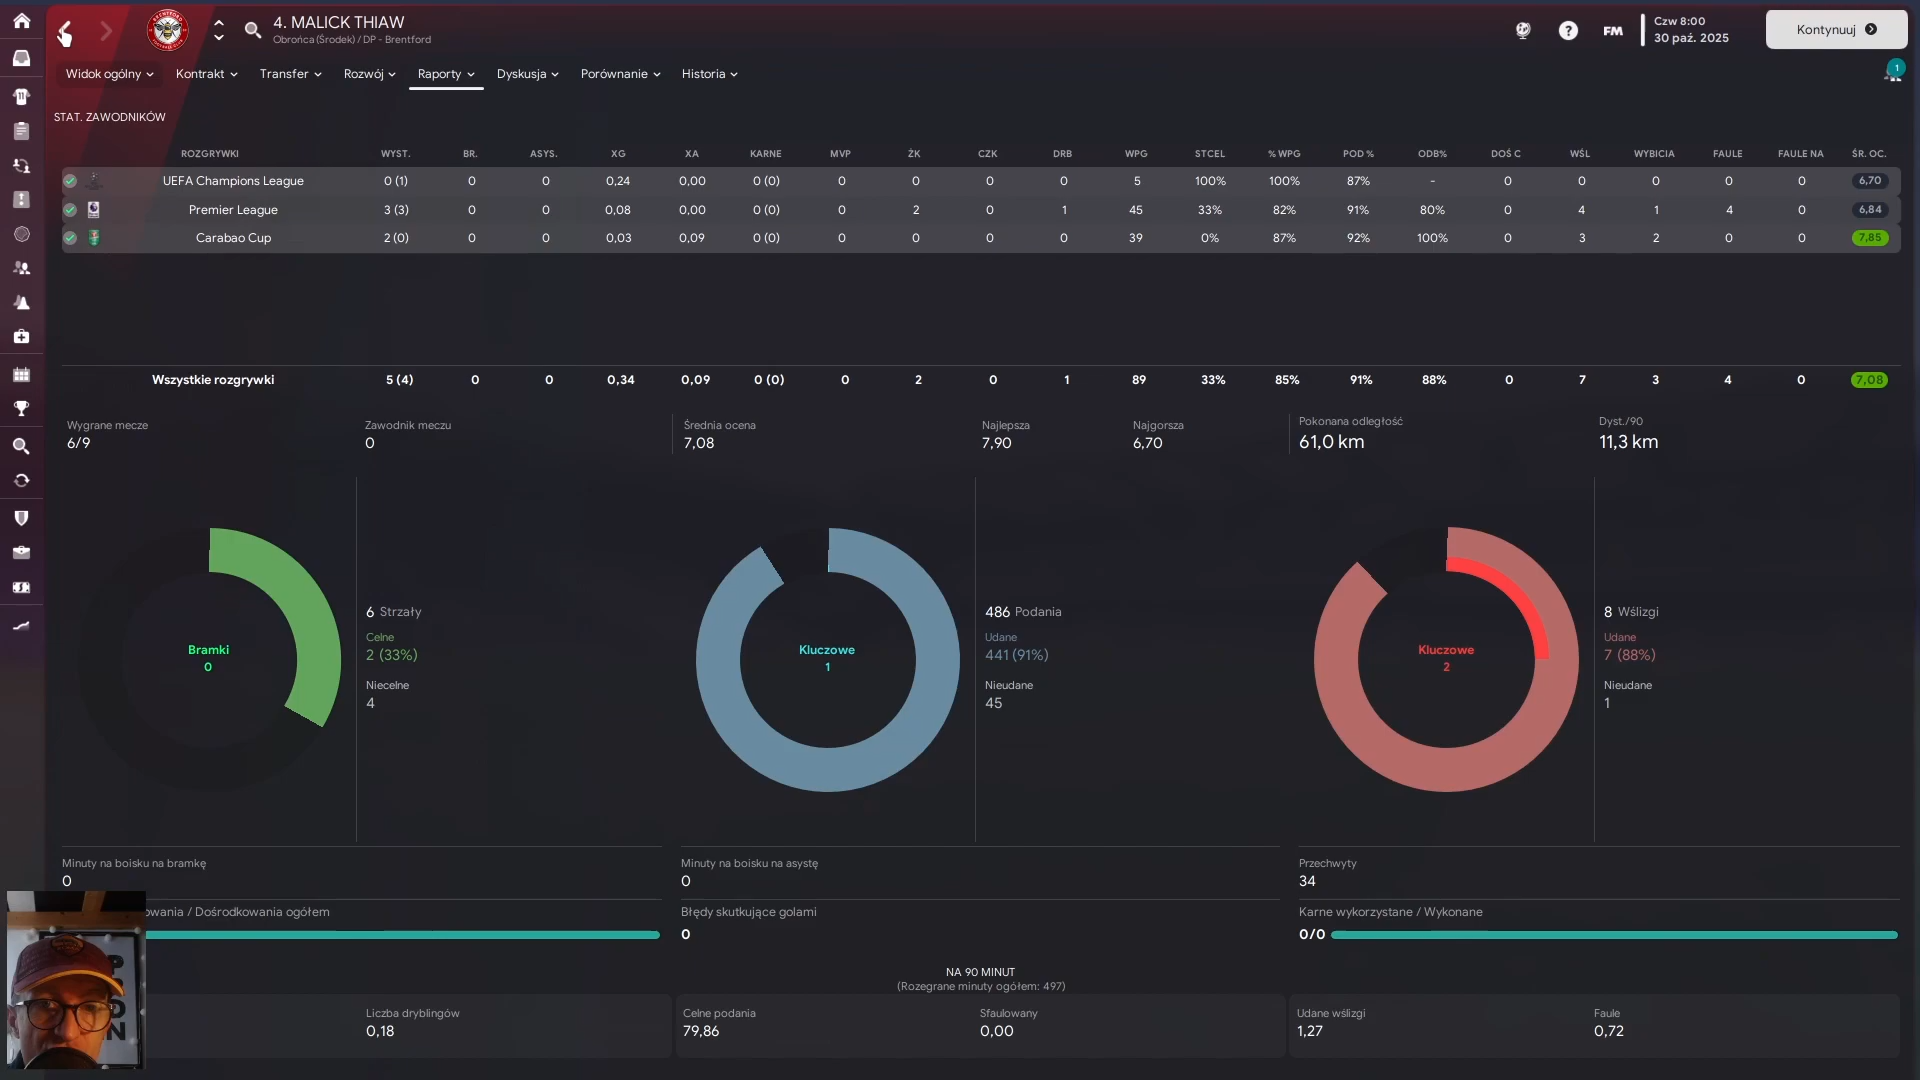 4. MALICK THIAW
Obrońca (Środek) / DP - Brentford
FM
Czw 8:00
30 paź. 2025
Kontynuuj
Widok ogólny Kontrakt Transfer Rozwój Raporty Dyskusja Porównanie Historia
1
STAT. ZAWODNIKÓW
ROZGRYWKI WYST. BR. ASYS. XG XA KARNE MVP ŻK CZK DRB WPG STCEL % WPG POD % ODB% DOŚ C WŚL WYBICIA FAULE FAULE NA ŚR. OC.
UEFA Champions League 0 (1) 0 0 0,24 0,00 0 (0) 0 0 0 0 5 100% 100% 87% - 0 0 0 0 0 6,70
Premier League 3 (3) 0 0 0,08 0,00 0 (0) 0 2 0 1 45 33% 82% 91% 80% 0 4 1 4 0 6,84
Carabao Cup 2 (0) 0 0 0,03 0,09 0 (0) 0 0 0 0 39 0% 87% 92% 100% 0 3 2 0 0 7,85
Wszystkie rozgrywki 5 (4) 0 0 0,34 0,09 0 (0) 0 2 0 1 89 33% 85% 91% 88% 0 7 3 4 0 7,08
Wygrane mecze Zawodnik meczu Średnia ocena Najlepsza Najgorsza Pokonana odległość Dyst./90
6/9 0 7,08 7,90 6,70 61,0 km 11,3 km
Bramki
0
6 Strzały
Celne
2 (33%)
Niecelne
4
Kluczowe
1
486 Podania
Udane
441 (91%)
Nieudane
45
Kluczowe
2
8 Wślizgi
Udane
7 (88%)
Nieudane
1
Minuty na boisku na bramkę Minuty na boisku na asystę Przechwyty
0 0 34
owania / Dośrodkowania ogółem Błędy skutkujące golami Karne wykorzystane / Wykonane
0 0/0
NA 90 MINUT
(Rozegrane minuty ogółem: 497)
Liczba dryblingów Celne podania Sfaulowany Udane wślizgi Faule
0,18 79,86 0,00 1,27 0,72